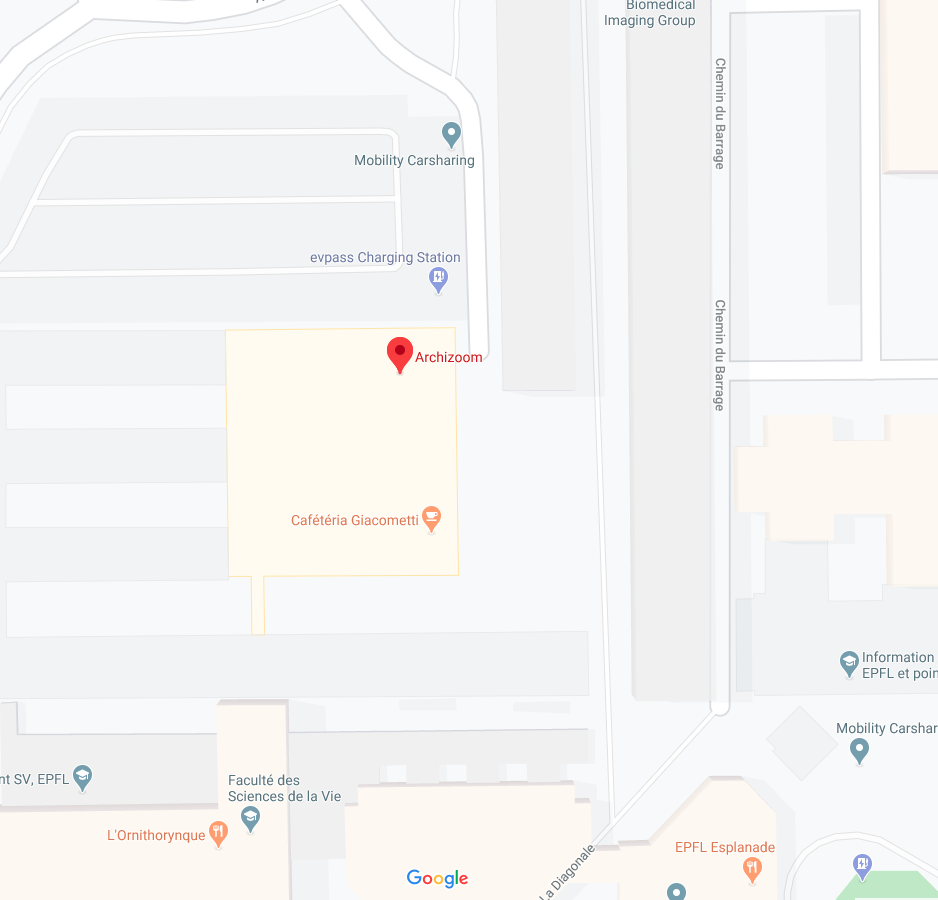 Biomedical
Imaging Group
Chemin du Barrage
Mobility Carsharing
evpass Charging Station
Chemin du Barrage
Archizoom
Cafétéria Giacometti
Information
EPFL et poin
Mobility Carshar
nt SV, EPFL
Faculté des
Sciences de la Vie
L'Ornithorynque
EPFL Esplanade
La Diagonale
Google